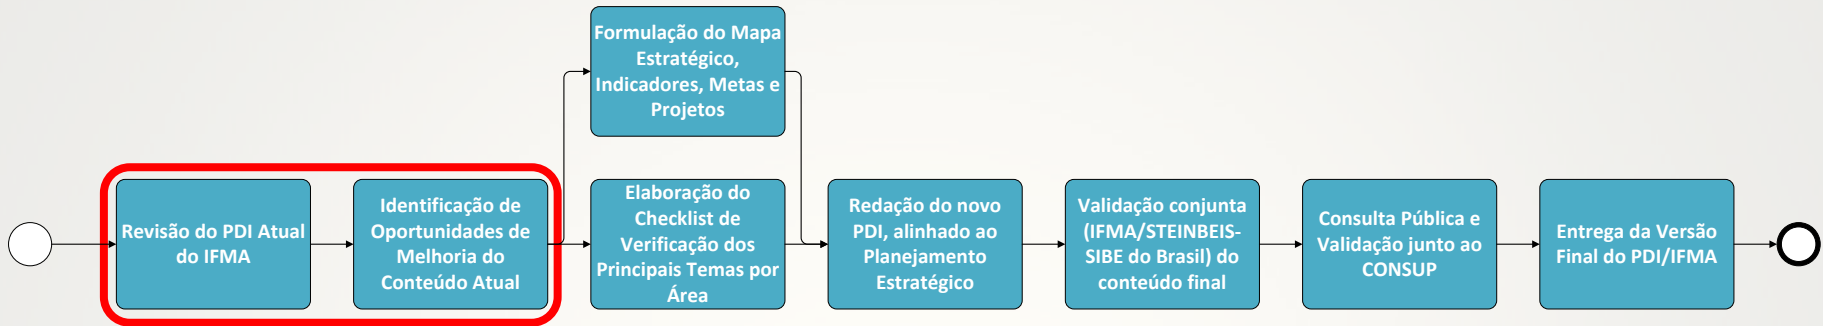 Formulação do Mapa
Estratégico,
Indicadores, Metas e
Projetos
Revisão do PDI Atual
do IFMA
Identificação de
Oportunidades de
Melhoria do
Conteúdo Atual
Elaboração do
Checklist de
Verificação dos
Principais Temas por
Área
Redação do novo
PDI, alinhado ao
Planejamento
Estratégico
Validação conjunta
(IFMA/STEINBEIS-
SIBE do Brasil) do
conteúdo final
Consulta Pública e
Validação junto ao
CONSUP
Entrega da Versão
Final do PDI/IFMA